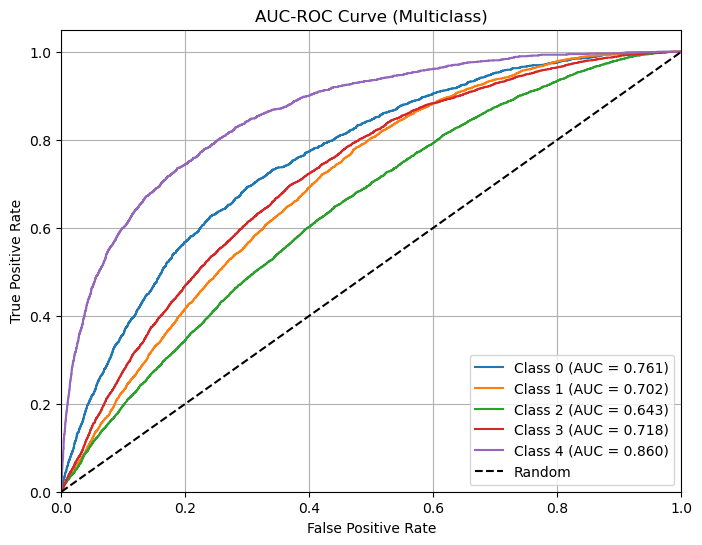 AUC-ROC Curve (Multiclass)
True Positive Rate
1.0
0.8
0.6
0.4
0.2
0.0
Class 0 (AUC = 0.761)
Class 1 (AUC = 0.702)
Class 2 (AUC = 0.643)
Class 3 (AUC = 0.718)
Class 4 (AUC = 0.860)
Random
0.0 0.2 0.4 0.6 0.8 1.0
False Positive Rate